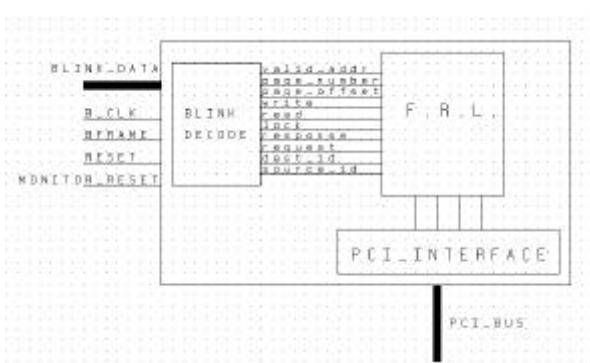 BLINK_DATA
B_CLK
BFRAME
RESET
MONITOR_RESET
BLINK
DECODE
valid_addr
page_number
page_offset
write
read
lock
response
request
dest_id
source_id
F.R.L.
PCI_INTERFACE
PCI_BUS